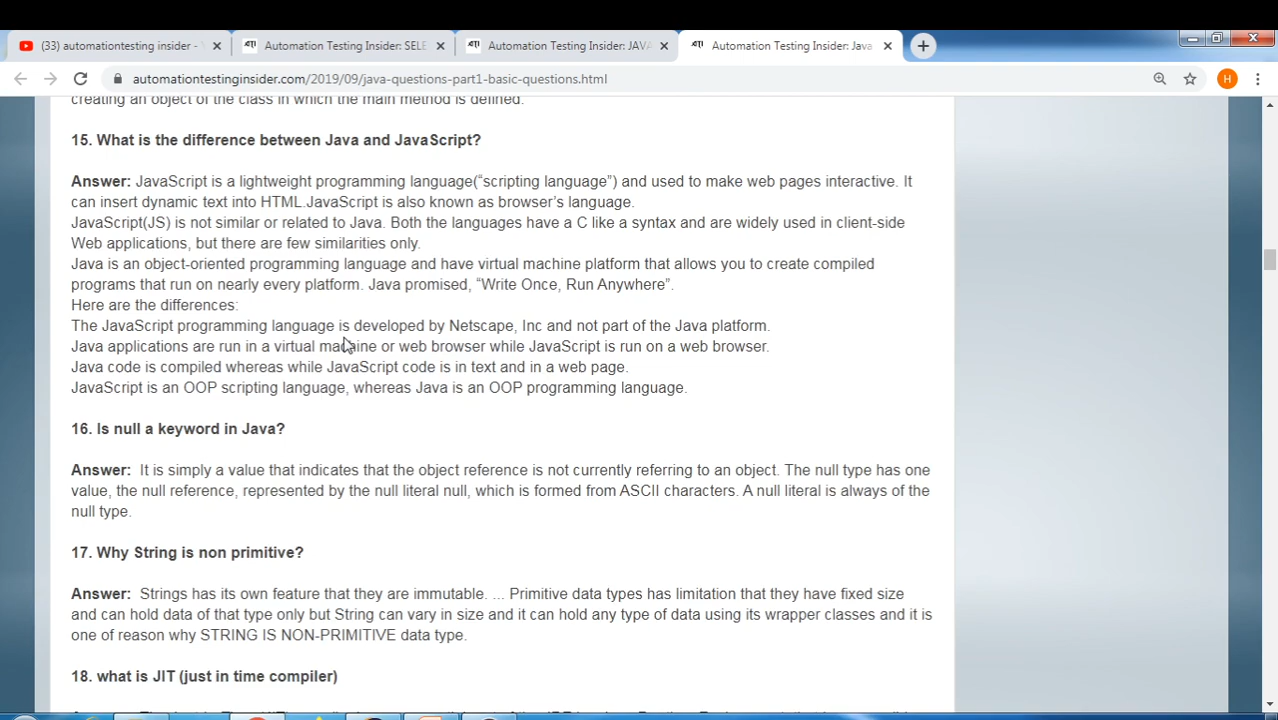 (33) automationtesting insider -
Automation Testing Insider: SELE
Automation Testing Insider: JAVA
Automation Testing Insider: Java
automationtestinginsider.com/2019/09/java-questions-part1-basic-questions.html
H
creating an object of the class in which the main method is defined.
15. What is the difference between Java and JavaScript?
Answer: JavaScript is a lightweight programming language(“scripting language”) and used to make web pages interactive. It
can insert dynamic text into HTML.JavaScript is also known as browser’s language.
JavaScript(JS) is not similar or related to Java. Both the languages have a C like a syntax and are widely used in client-side
Web applications, but there are few similarities only.
Java is an object-oriented programming language and have virtual machine platform that allows you to create compiled
programs that run on nearly every platform. Java promised, “Write Once, Run Anywhere”.
Here are the differences:
The JavaScript programming language is developed by Netscape, Inc and not part of the Java platform.
Java applications are run in a virtual machine or web browser while JavaScript is run on a web browser.
Java code is compiled whereas while JavaScript code is in text and in a web page.
JavaScript is an OOP scripting language, whereas Java is an OOP programming language.
16. Is null a keyword in Java?
Answer: It is simply a value that indicates that the object reference is not currently referring to an object. The null type has one
value, the null reference, represented by the null literal null, which is formed from ASCII characters. A null literal is always of the
null type.
17. Why String is non primitive?
Answer: Strings has its own feature that they are immutable. ... Primitive data types has limitation that they have fixed size
and can hold data of that type only but String can vary in size and it can hold any type of data using its wrapper classes and it is
one of reason why STRING IS NON-PRIMITIVE data type.
18. what is JIT (just in time compiler)